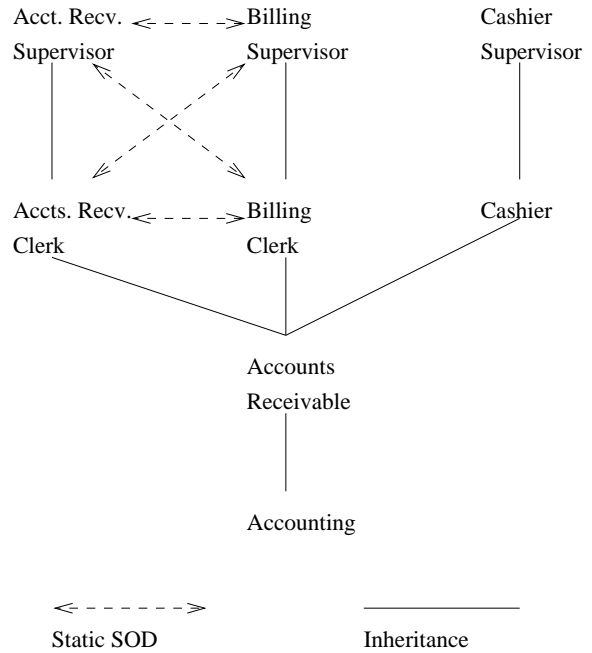 Acct. Recv. Billing Cashier
Supervisor Supervisor Supervisor
Accts. Recv. Billing Cashier
Clerk Clerk
Accounts
Receivable
Accounting
Static SOD Inheritance